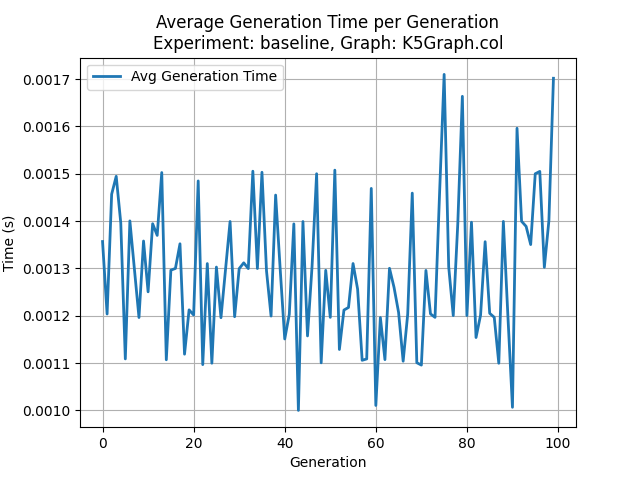 Average Generation Time per Generation
Experiment: baseline, Graph: K5Graph.col
Avg Generation Time
0.0017
0.0016
0.0015
0.0014
0.0013
0.0012
0.0011
0.0010
Time (s)
0 20 40 60 80 100
Generation